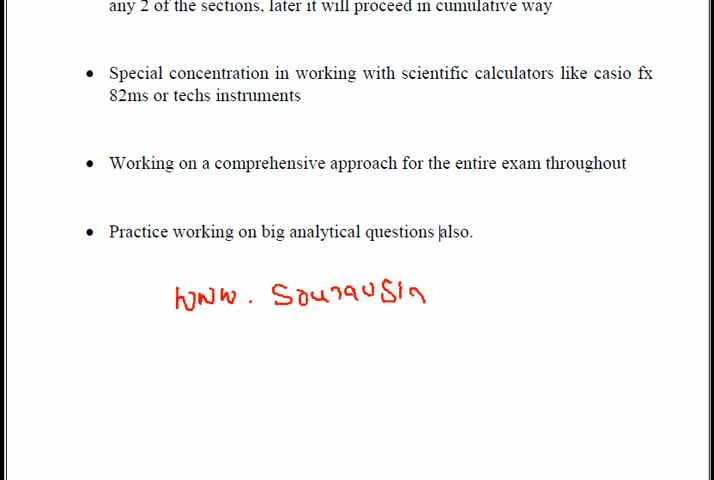 any 2 of the sections, later it will proceed in cumulative way
• Special concentration in working with scientific calculators like casio fx
82ms or techs instruments
• Working on a comprehensive approach for the entire exam throughout
• Practice working on big analytical questions also.
www. Souravsir